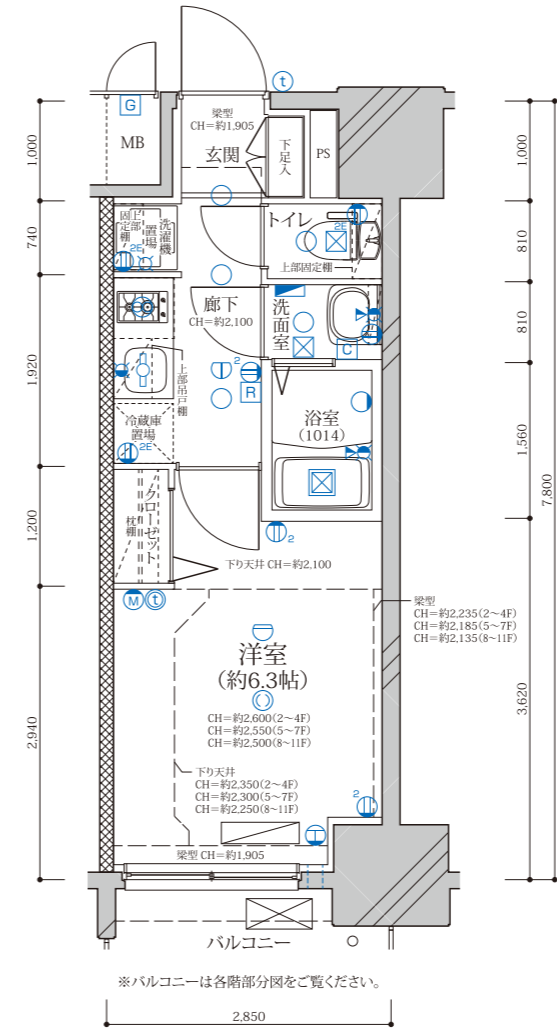 G
t
MB
梁型
CH=約1,905
玄関
下足入
PS
1,000
1,000
740
810
上部固定棚
洗濯機置場
2E
トイレ
2E
上部固定棚
廊下
CH=約2,100
洗面室
C
810
1,920
上部吊戸棚
2
R
浴室
(1014)
1,560
7,800
冷蔵庫
置場
2E
クローゼット
枕棚
1,200
2
下り天井 CH=約2,100
M
t
梁型
CH=約2,235(2〜4F)
CH=約2,185(5〜7F)
CH=約2,135(8〜11F)
洋室
(約6.3帖)
CH=約2,600(2〜4F)
CH=約2,550(5〜7F)
CH=約2,500(8〜11F)
3,620
2,940
下り天井
CH=約2,350(2〜4F)
CH=約2,300(5〜7F)
CH=約2,250(8〜11F)
2
梁型 CH=約1,905
バルコニー
※バルコニーは各階部分図をご覧ください。
2,850